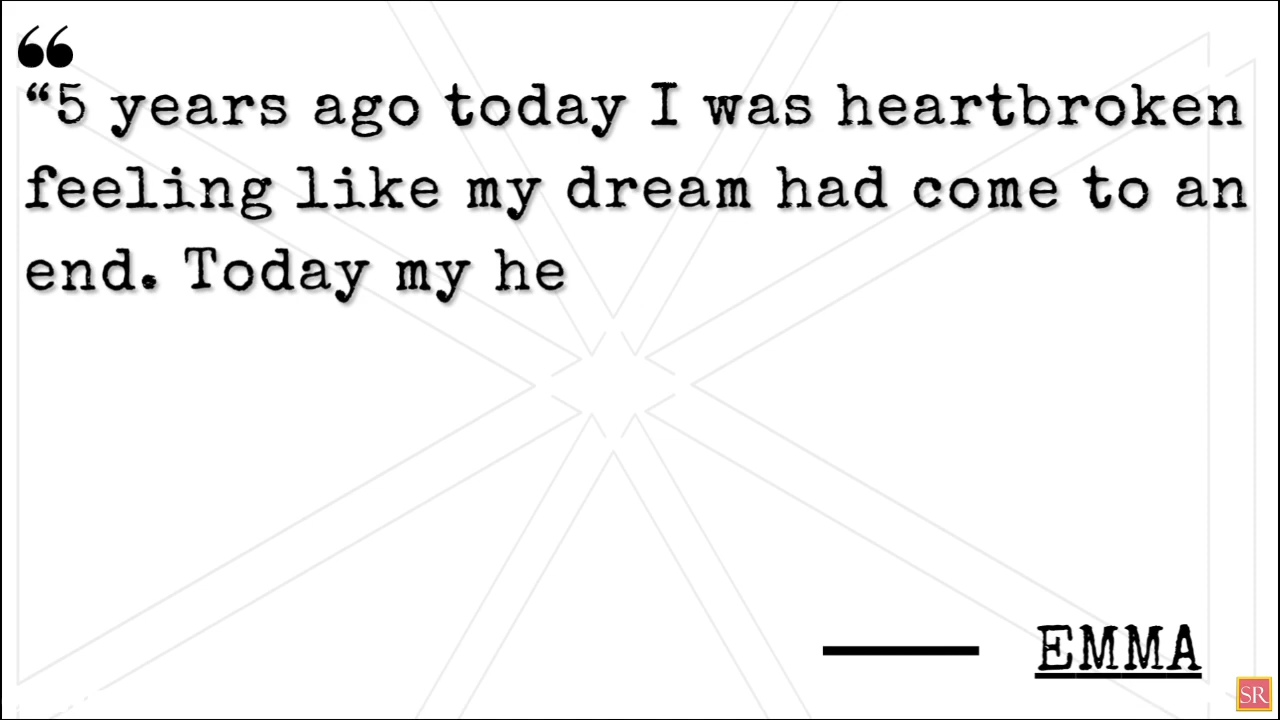 ❝
“5 years ago today I was heartbroken
feeling like my dream had come to an
end. Today my he
EMMA
SR